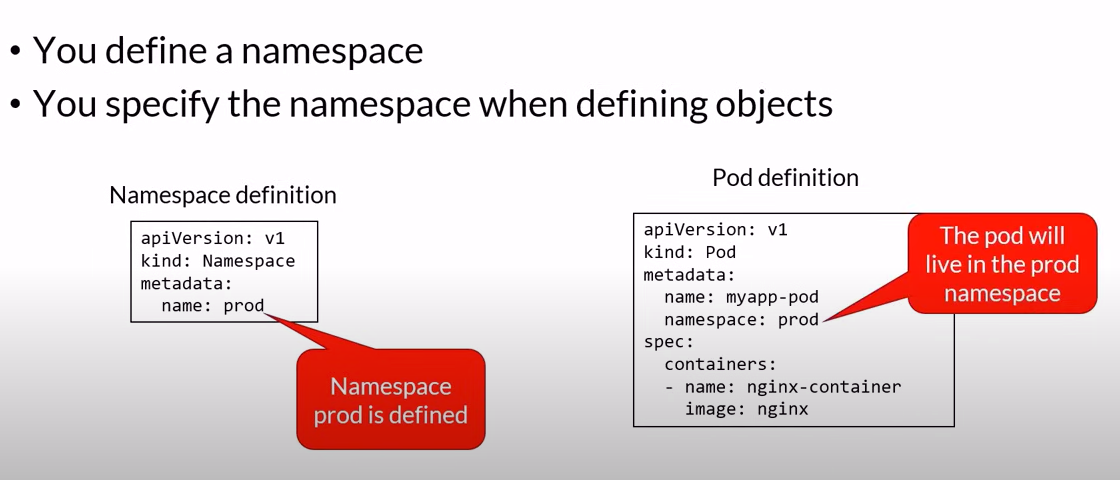 • You define a namespace
• You specify the namespace when defining objects
Namespace definition
apiVersion: v1
kind: Namespace
metadata:
  name: prod
Namespace
prod is defined
Pod definition
apiVersion: v1
kind: Pod
metadata:
  name: myapp-pod
  namespace: prod
spec:
  containers:
  - name: nginx-container
    image: nginx
The pod will
live in the prod
namespace